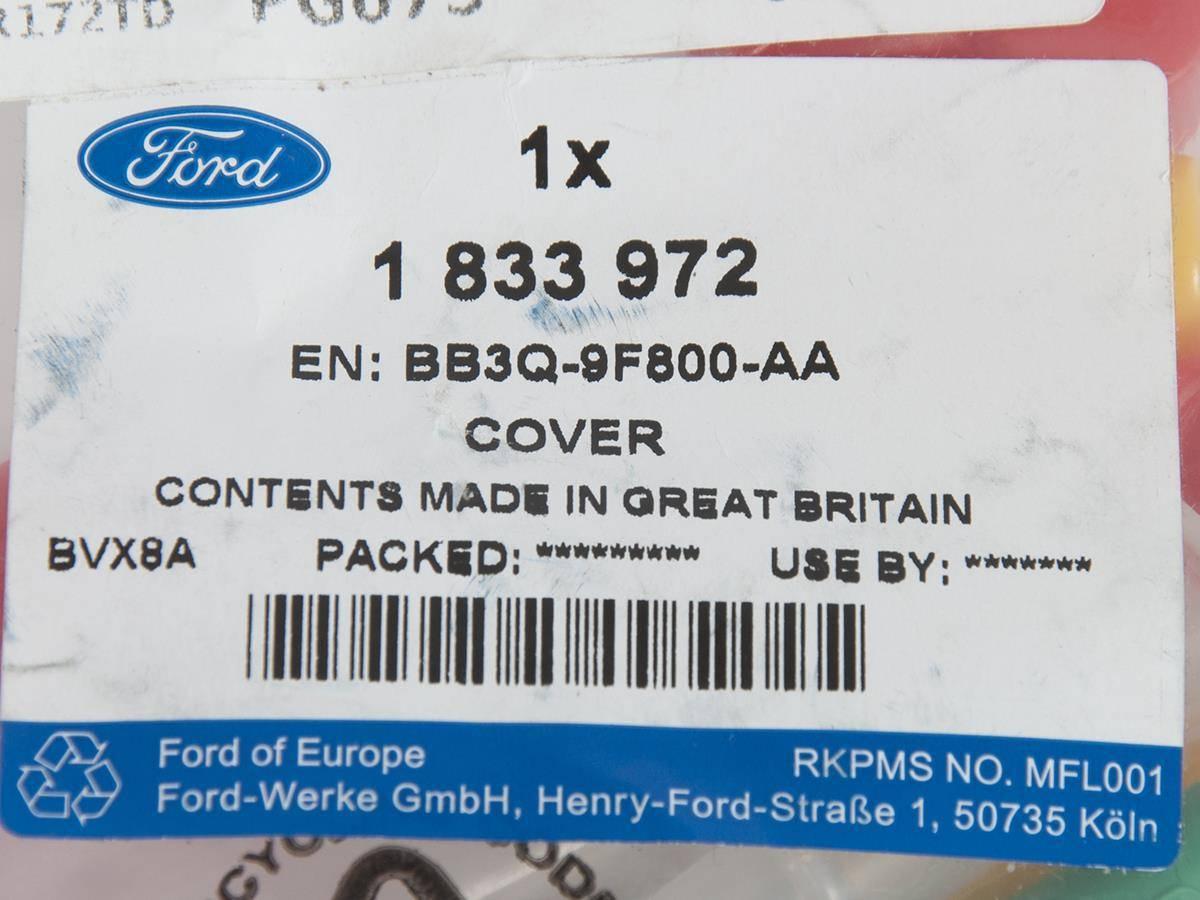 R172TD
Ford
1x
1 833 972
EN: BB3Q-9F800-AA
COVER
CONTENTS MADE IN GREAT BRITAIN
BVX8A PACKED: ********* USE BY: *******
Ford of Europe RKPMS NO. MFL001
Ford-Werke GmbH, Henry-Ford-Straße 1, 50735 Köln